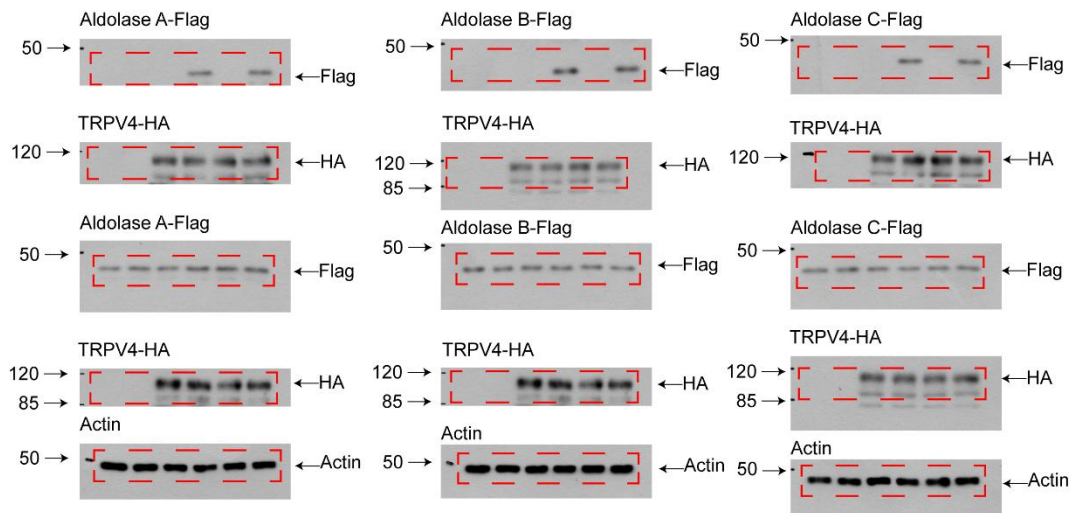 Aldolase A-Flag
50
Flag
TRPV4-HA
120
HA
Aldolase A-Flag
50
Flag
TRPV4-HA
120
HA
85
Actin
50
Actin
Aldolase B-Flag
50
Flag
TRPV4-HA
120
HA
85
Aldolase B-Flag
50
Flag
TRPV4-HA
120
HA
85
Actin
50
Actin
Aldolase C-Flag
50
Flag
TRPV4-HA
120
HA
Aldolase C-Flag
50
Flag
TRPV4-HA
120
HA
85
Actin
50
Actin